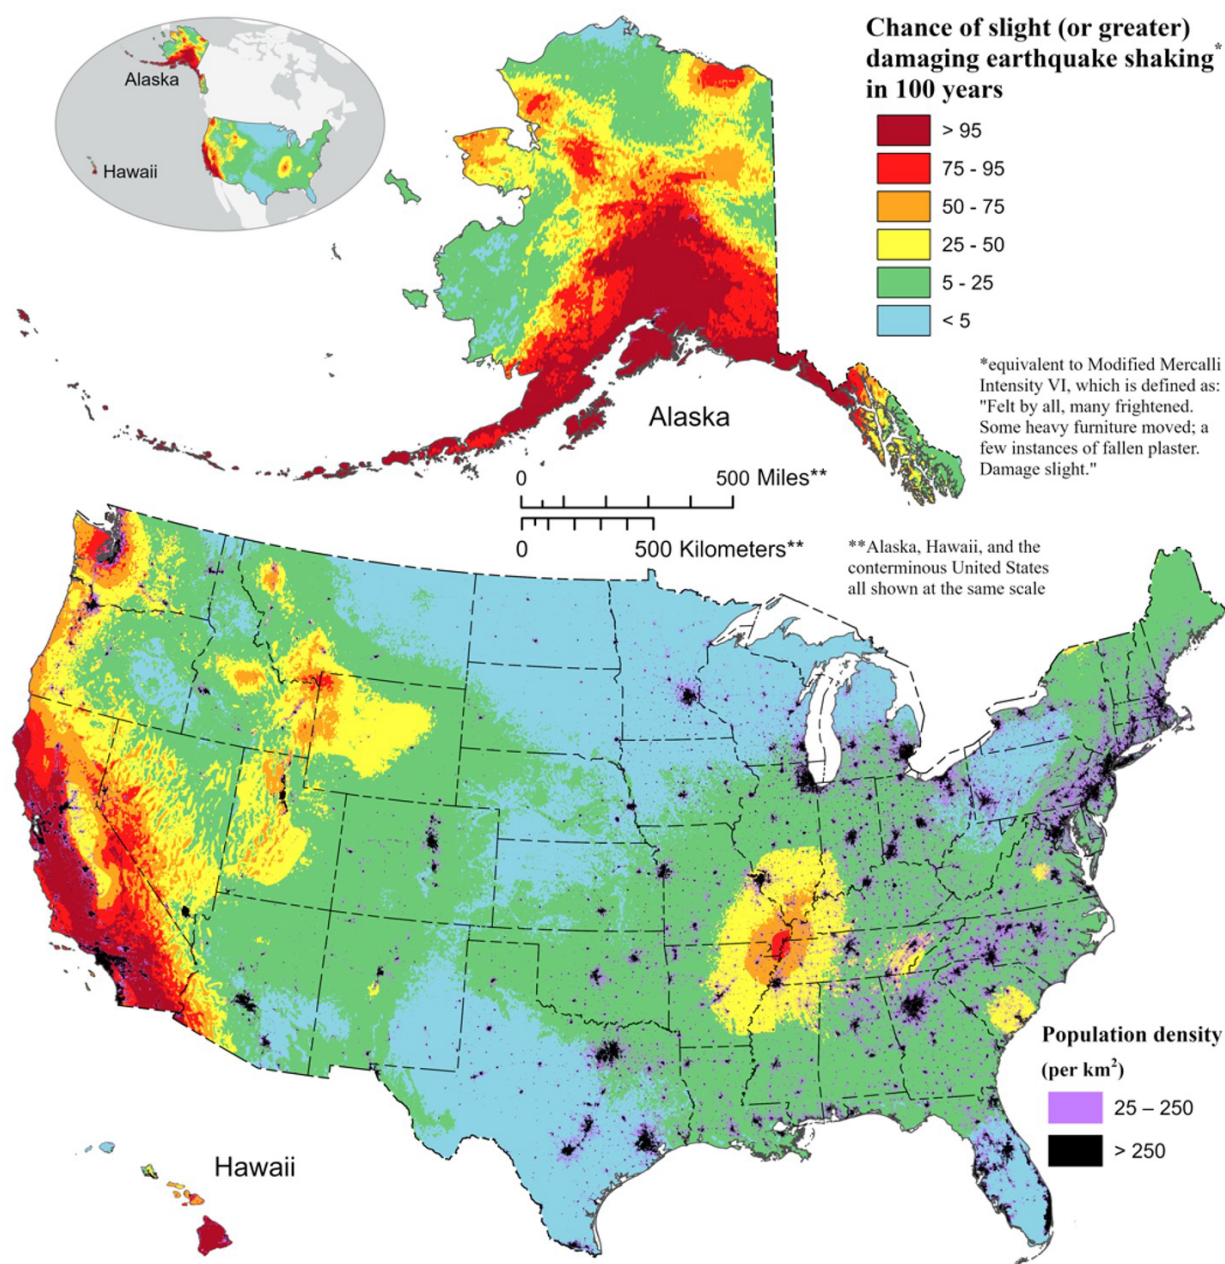 Chance of slight (or greater)
damaging earthquake shaking*
in 100 years
> 95
75 - 95
50 - 75
25 - 50
5 - 25
< 5
*equivalent to Modified Mercalli
Intensity VI, which is defined as:
"Felt by all, many frightened.
Some heavy furniture moved; a
few instances of fallen plaster.
Damage slight."
Alaska
Hawaii
Alaska
0 500 Miles**
0 500 Kilometers**
**Alaska, Hawaii, and the
conterminous United States
all shown at the same scale
Hawaii
Population density
(per km²)
25 – 250
> 250